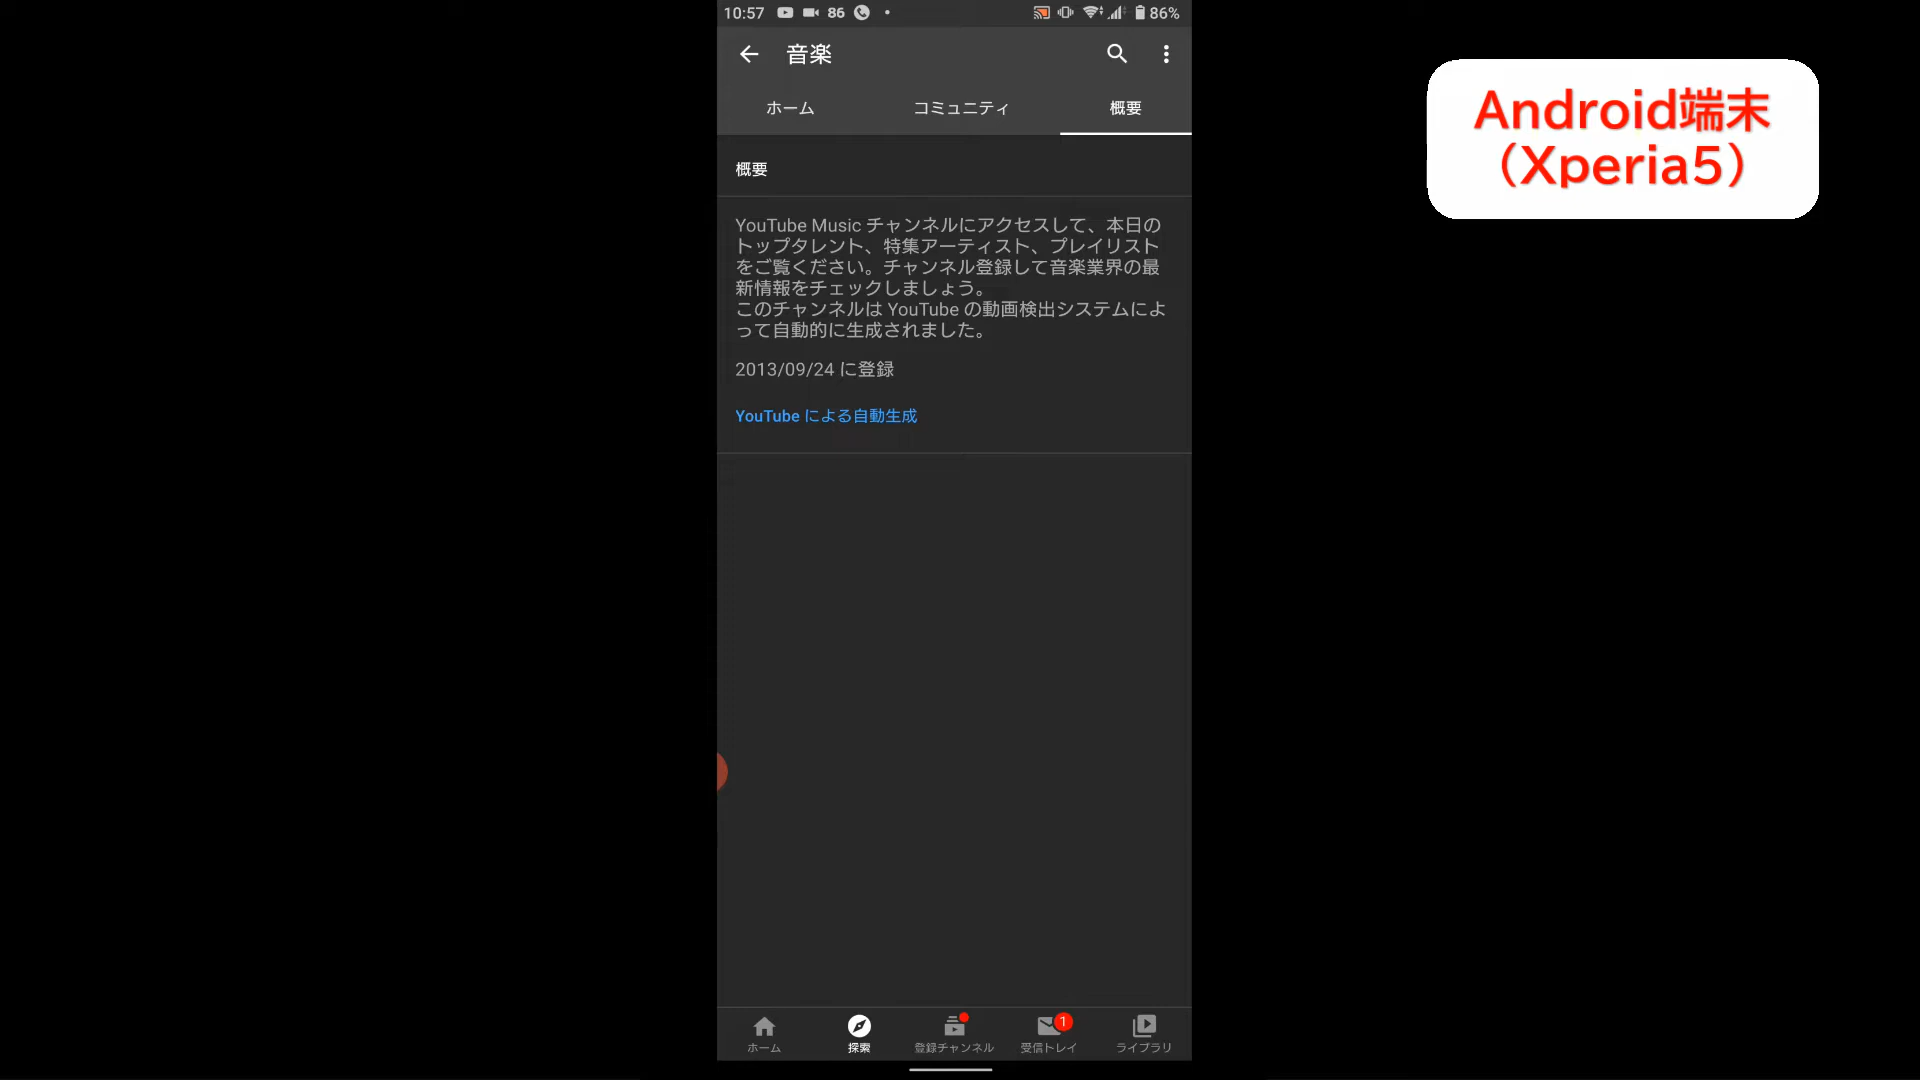 10:57 86 86%
音楽
ホーム コミュニティ 概要
概要
YouTube Music チャンネルにアクセスして、本日の
トップタレント、特集アーティスト、プレイリスト
をご覧ください。チャンネル登録して音楽業界の最
新情報をチェックしましょう。
このチャンネルは YouTube の動画検出システムによ
って自動的に生成されました。
2013/09/24 に登録
YouTube による自動生成
1
ホーム 探索 登録チャンネル 受信トレイ ライブラリ
Android端末
（Xperia5）